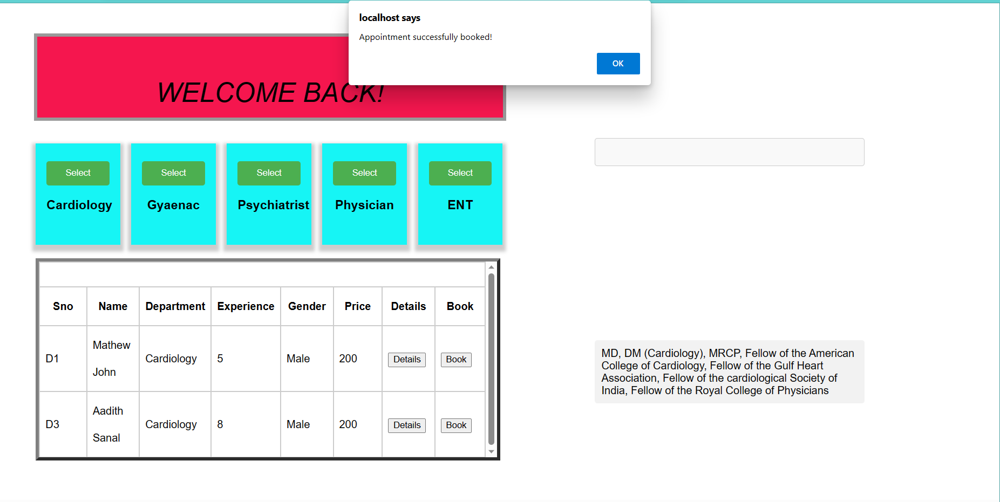 localhost says
Appointment successfully booked!
OK
WELCOME BACK!
Select Select Select Select Select
Cardiology Gyaenac Psychiatrist Physician ENT
Sno Name Department Experience Gender Price Details Book
D1 Mathew John Cardiology 5 Male 200 Details Book
D3 Aadith Sanal Cardiology 8 Male 200 Details Book
MD, DM (Cardiology), MRCP, Fellow of the American
College of Cardiology, Fellow of the Gulf Heart
Association, Fellow of the cardiological Society of
India, Fellow of the Royal College of Physicians